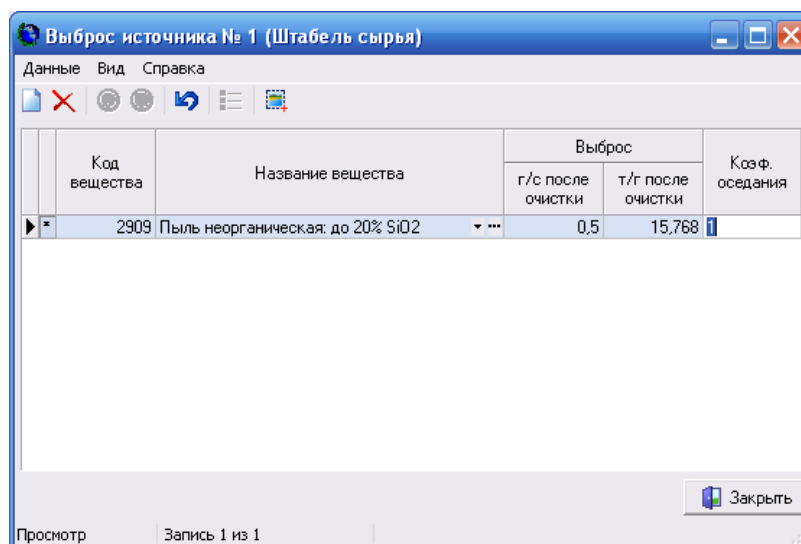 Выброс источника № 1 (Штабель сырья)
Данные Вид Справка
Код вещества
Название вещества
Выброс
г/с после очистки
т/г после очистки
Коэф. оседания
* 2909 Пыль неорганическая: до 20% SiO2 ... 0,5 15,768 1
Закрыть
Просмотр Запись 1 из 1